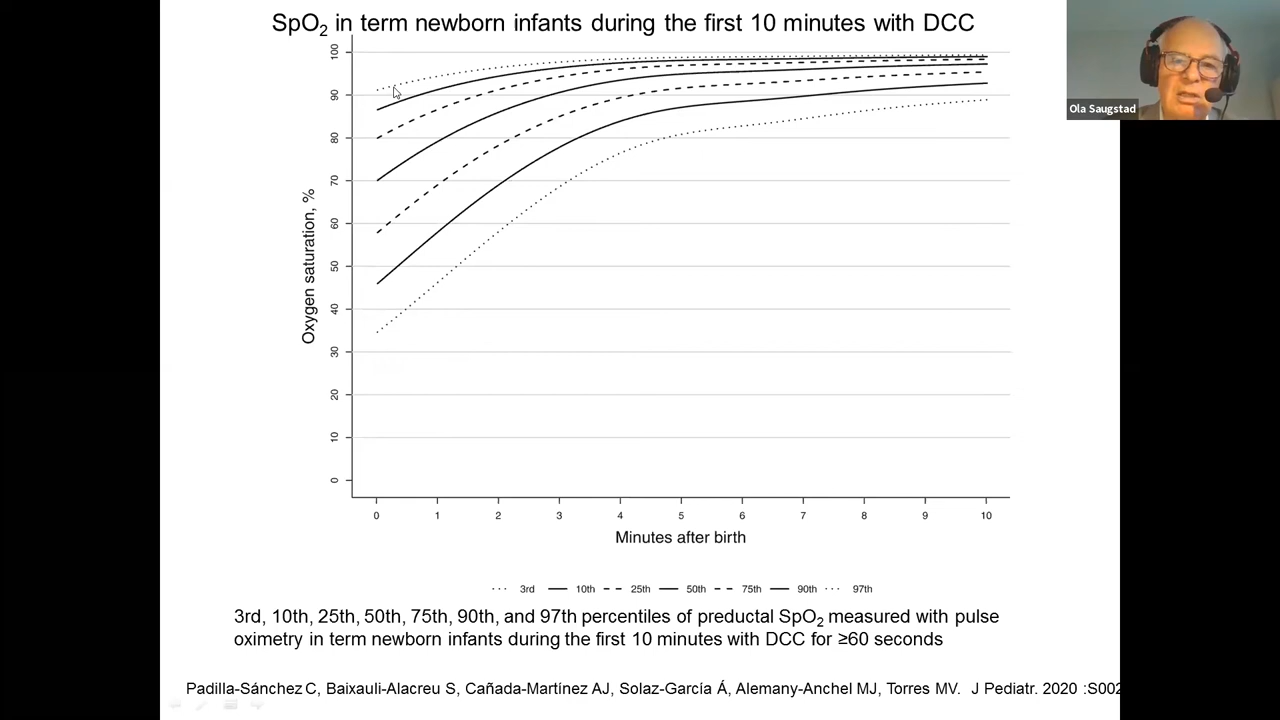 SpO2 in term newborn infants during the first 10 minutes with DCC
Ola Saugstad
100
90
80
70
60
50
40
30
20
10
0
Oxygen saturation, %
0 1 2 3 4 5 6 7 8 9 10
Minutes after birth
3rd 10th 25th 50th 75th 90th 97th
3rd, 10th, 25th, 50th, 75th, 90th, and 97th percentiles of preductal SpO2 measured with pulse
oximetry in term newborn infants during the first 10 minutes with DCC for ≥60 seconds
Padilla-Sánchez C, Baixauli-Alacreu S, Cañada-Martínez AJ, Solaz-García Á, Alemany-Anchel MJ, Torres MV. J Pediatr. 2020 :S002